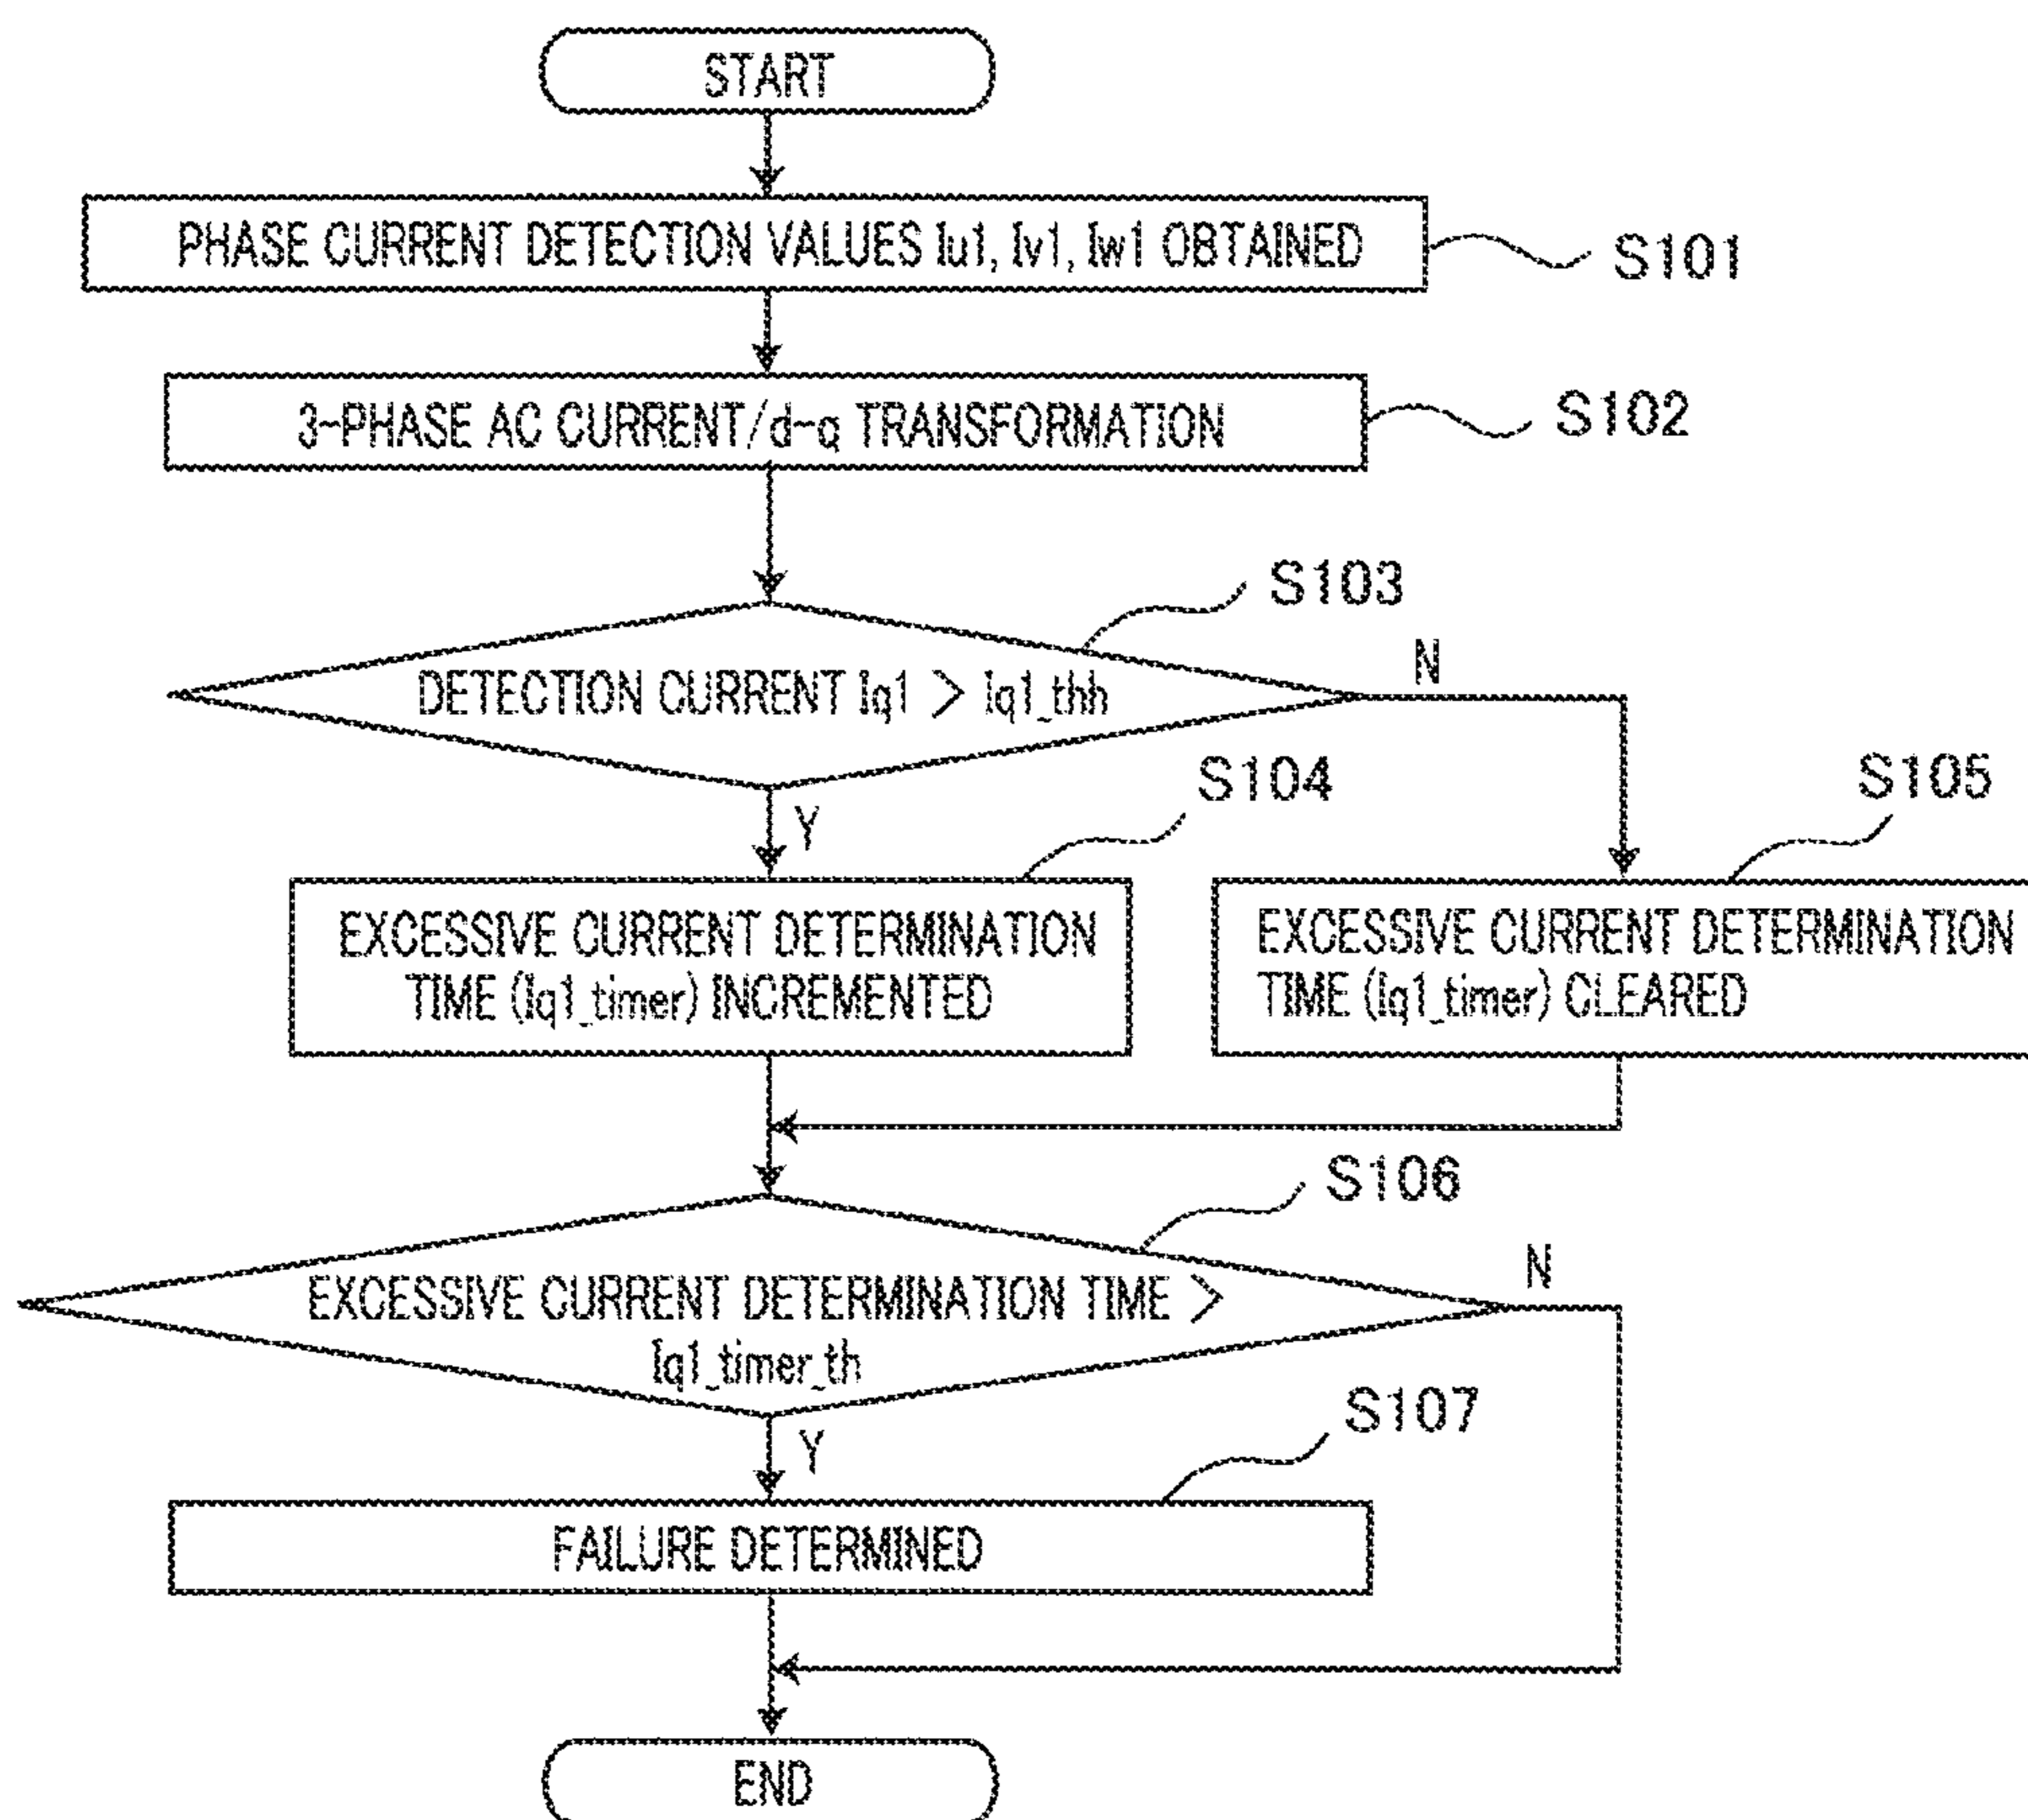 START
PHASE CURRENT DETECTION VALUES Iu1, Iv1, Iw1 OBTAINED
S101
3-PHASE AC CURRENT/d-q TRANSFORMATION
S102
S103
DETECTION CURRENT Iq1 > Iq1_thh
N
Y
S104
S105
EXCESSIVE CURRENT DETERMINATION
TIME (Iq1_timer) INCREMENTED
EXCESSIVE CURRENT DETERMINATION
TIME (Iq1_timer) CLEARED
S106
EXCESSIVE CURRENT DETERMINATION TIME >
Iq1_timer_th
N
Y
S107
FAILURE DETERMINED
END